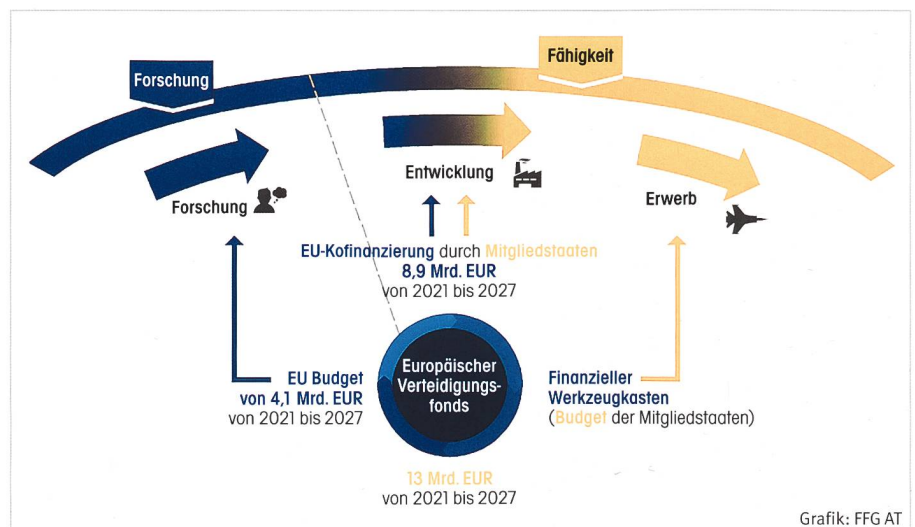 Forschung
Fähigkeit
Forschung
Entwicklung
Erwerb
EU-Kofinanzierung durch Mitgliedstaaten
8,9 Mrd. EUR
von 2021 bis 2027
EU Budget
von 4,1 Mrd. EUR
von 2021 bis 2027
Europäischer
Verteidigungs-
fonds
Finanzieller
Werkzeugkasten
(Budget der Mitgliedstaaten)
13 Mrd. EUR
von 2021 bis 2027
Grafik: FFG AT